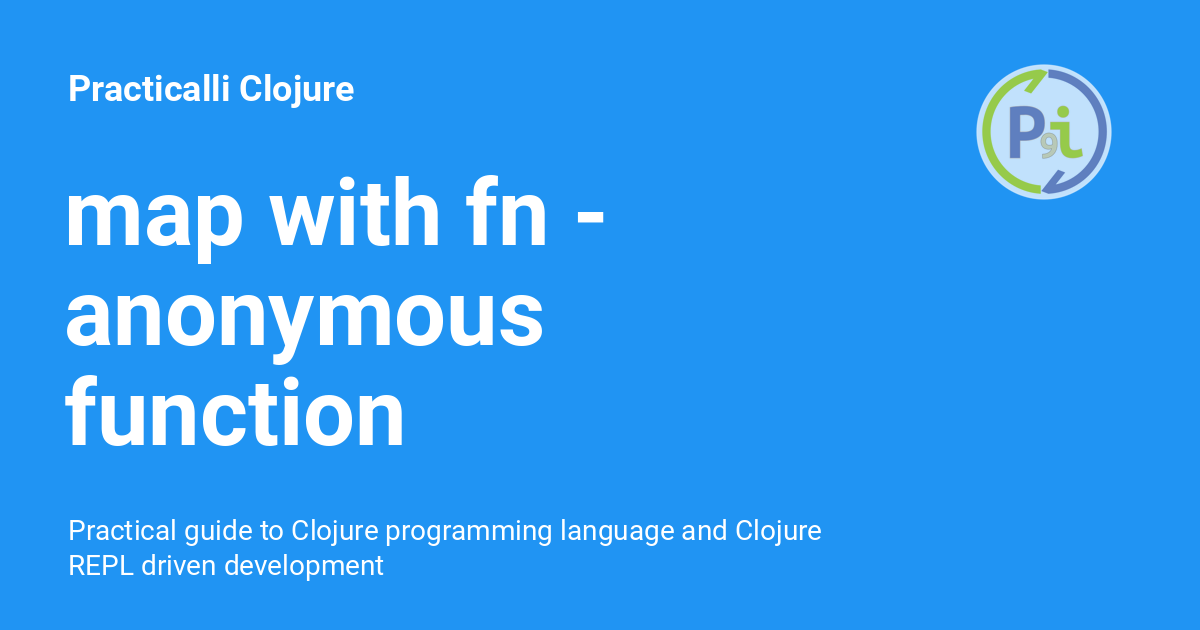 Practicalli Clojure
map with fn -
anonymous
function
Practical guide to Clojure programming language and Clojure
REPL driven development
P9i